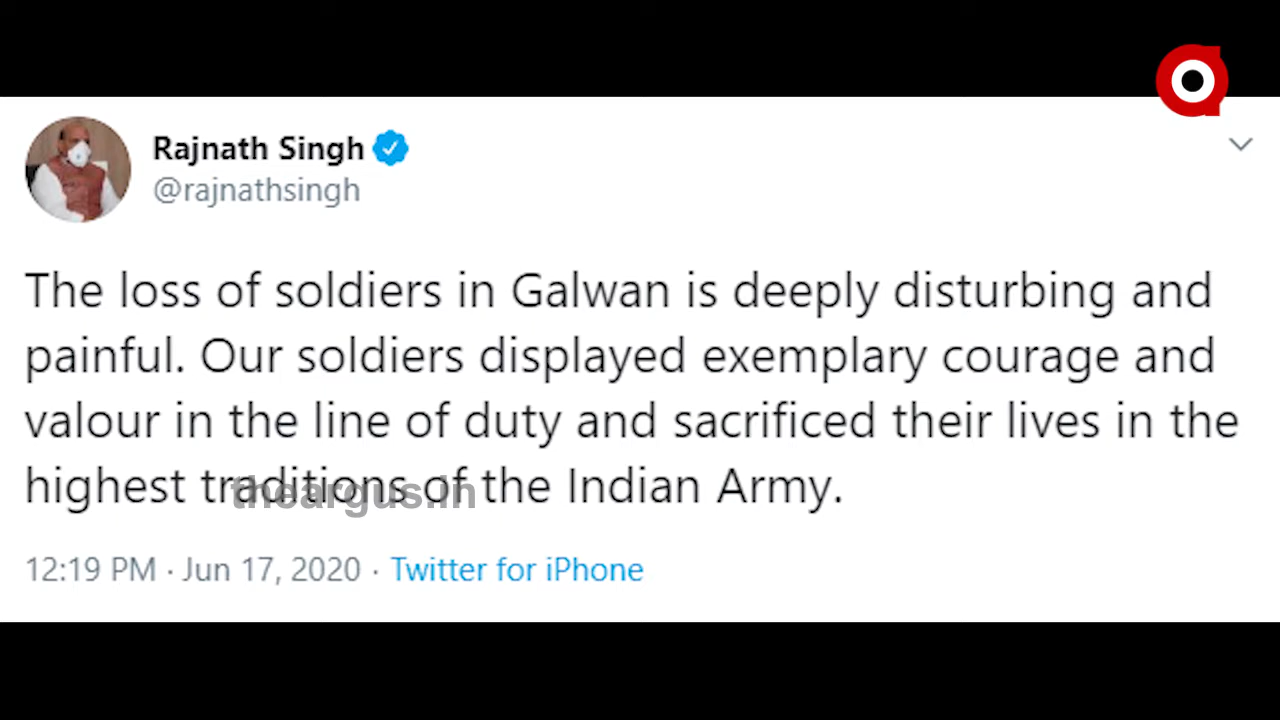 Rajnath Singh
@rajnathsingh
The loss of soldiers in Galwan is deeply disturbing and
painful. Our soldiers displayed exemplary courage and
valour in the line of duty and sacrificed their lives in the
highest traditions of the Indian Army.
theargus.in
12:19 PM · Jun 17, 2020 · Twitter for iPhone